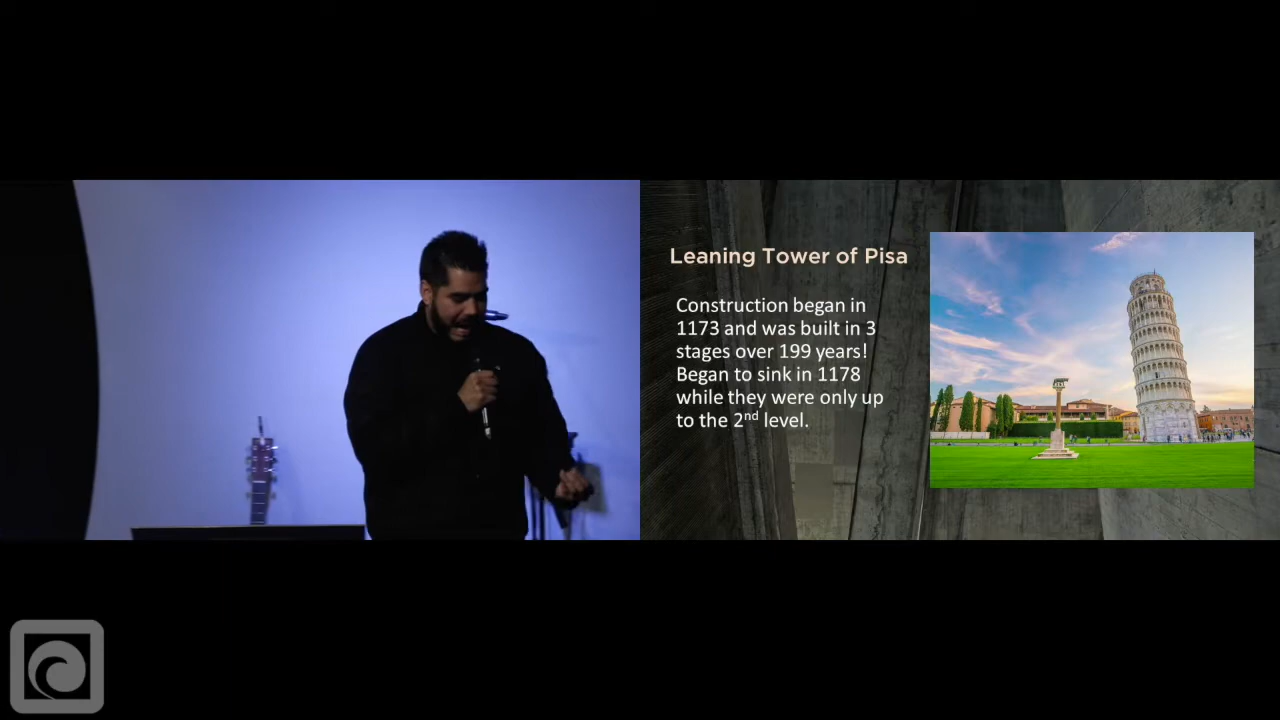 Leaning Tower of Pisa
Construction began in
1173 and was built in 3
stages over 199 years!
Began to sink in 1178
while they were only up
to the 2nd level.